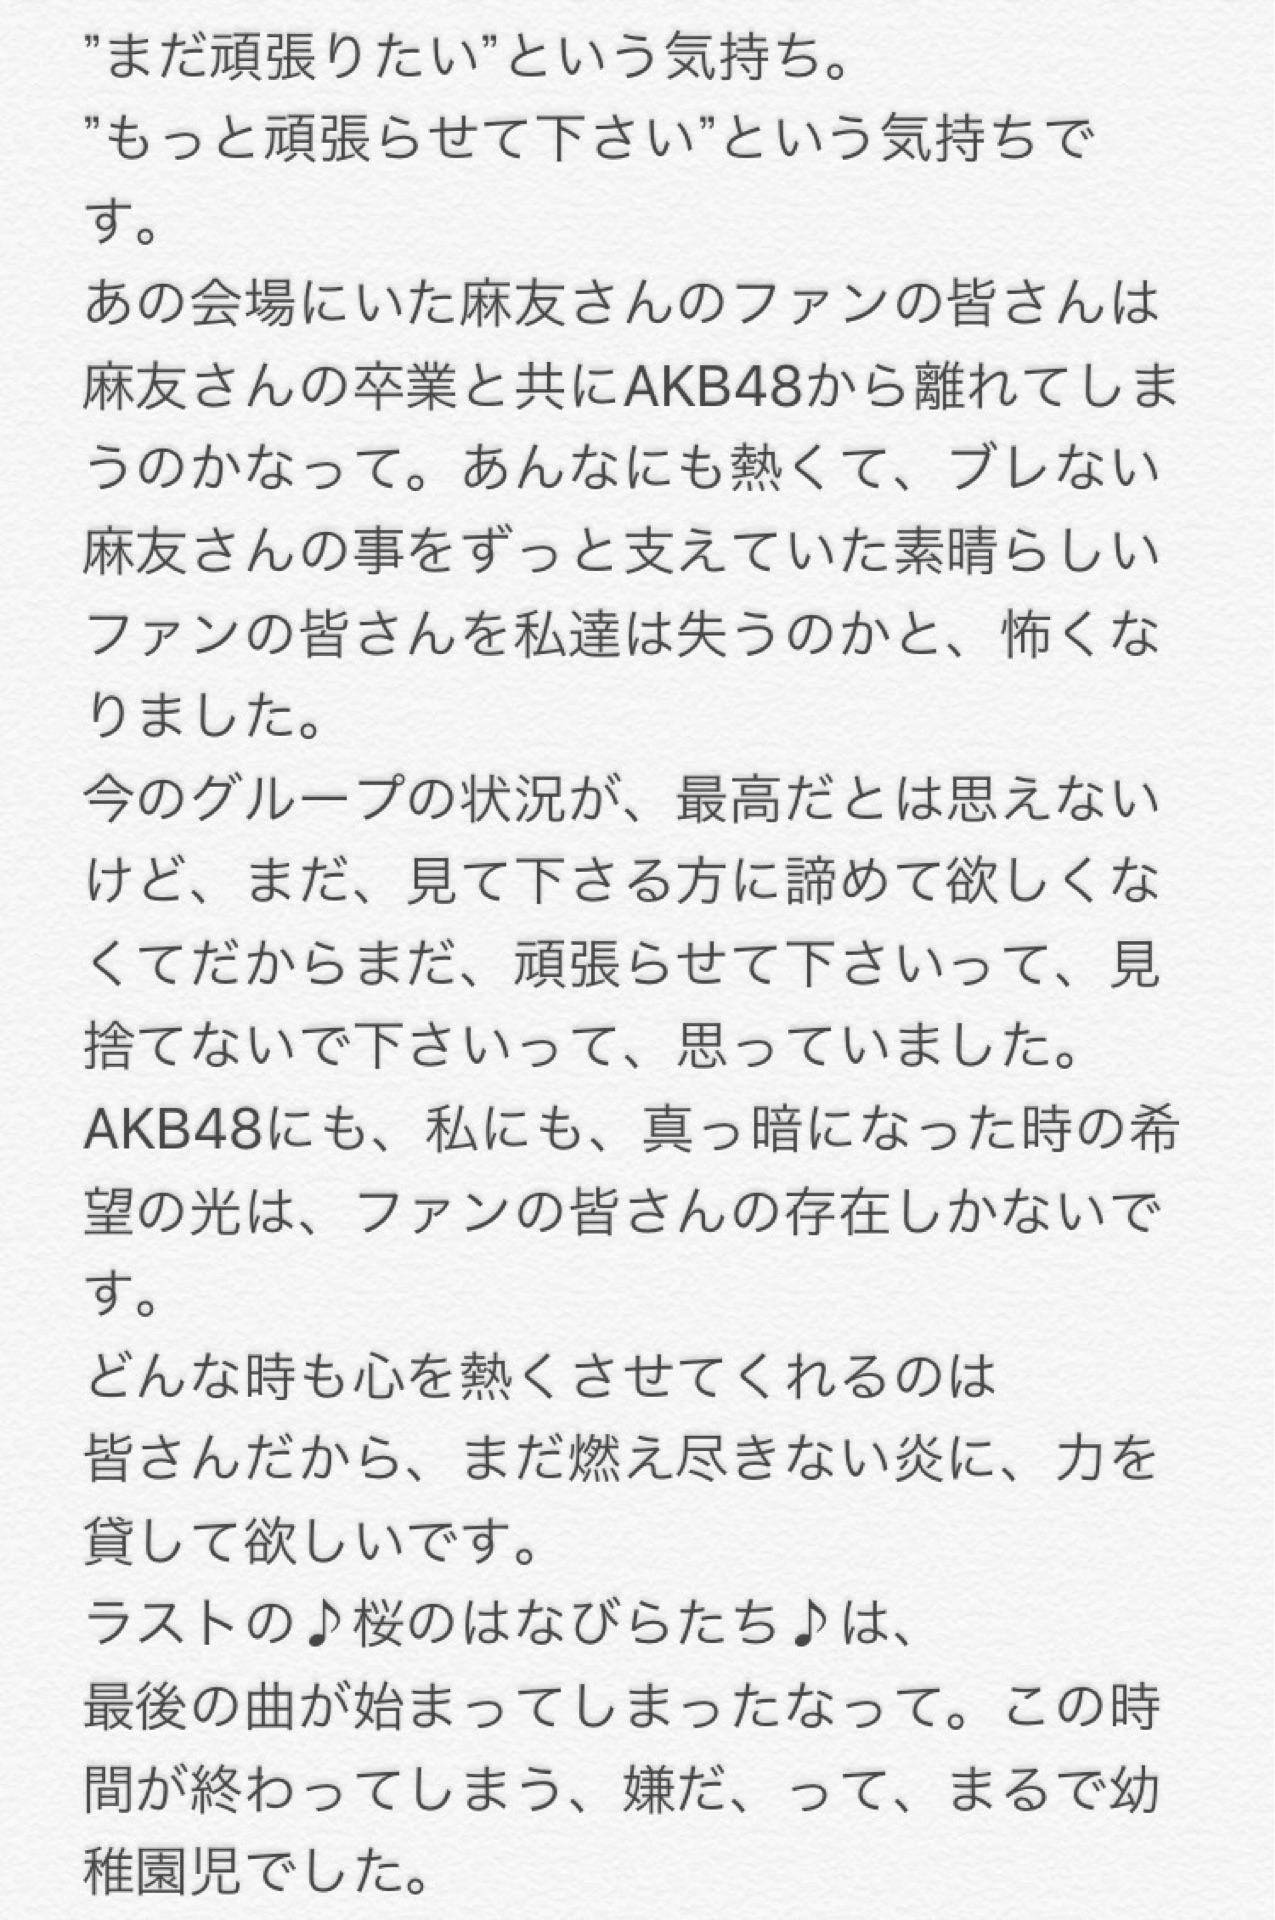 ”まだ頑張りたい”という気持ち。
”もっと頑張らせて下さい”という気持ちで
す。
あの会場にいた麻友さんのファンの皆さんは
麻友さんの卒業と共にAKB48から離れてしま
うのかなって。あんなにも熱くて、ブレない
麻友さんの事をずっと支えていた素晴らしい
ファンの皆さんを私達は失うのかと、怖くな
りました。
今のグループの状況が、最高だとは思えない
けど、まだ、見て下さる方に諦めて欲しくな
くてだからまだ、頑張らせて下さいって、見
捨てないで下さいって、思っていました。
AKB48にも、私にも、真っ暗になった時の希
望の光は、ファンの皆さんの存在しかないで
す。
どんな時も心を熱くさせてくれるのは
皆さんだから、まだ燃え尽きない炎に、力を
貸して欲しいです。
ラストの♪桜のはなびらたち♪は、
最後の曲が始まってしまったなって。この時
間が終わってしまう、嫌だ、って、まるで幼
稚園児でした。